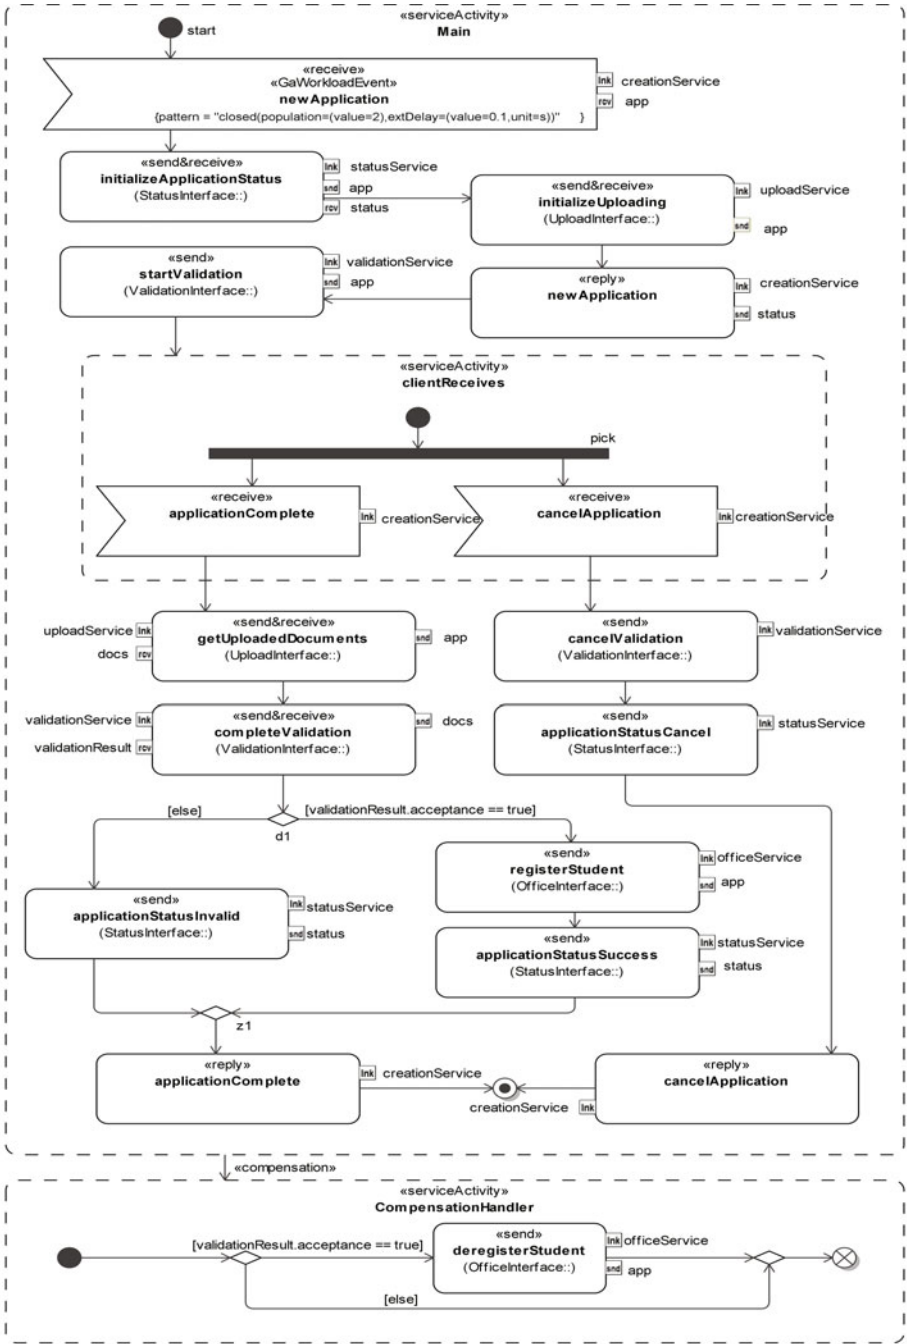 «serviceActivity»
Main
start
«receive»
«GaWorkloadEvent»
newApplication
{pattern = "closed(population=(value=2),extDelay=(value=0.1,unit=s))" }
lnk creationService
rcv app
«send&receive»
initializeApplicationStatus
(StatusInterface::)
lnk statusService
snd app
rcv status
«send&receive»
initializeUploading
(UploadInterface::)
lnk uploadService
snd app
«send»
startValidation
(ValidationInterface::)
lnk validationService
snd app
«reply»
newApplication
lnk creationService
snd status
«serviceActivity»
clientReceives
pick
«receive»
applicationComplete
lnk creationService
«receive»
cancelApplication
lnk creationService
uploadService lnk
docs rcv
«send&receive»
getUploadedDocuments
(UploadInterface::)
snd app
«send»
cancelValidation
(ValidationInterface::)
lnk validationService
validationService lnk
validationResult rcv
«send&receive»
completeValidation
(ValidationInterface::)
snd docs
«send»
applicationStatusCancel
(StatusInterface::)
lnk statusService
[else]
[validationResult.acceptance == true]
d1
«send»
registerStudent
(OfficeInterface::)
lnk officeService
snd app
«send»
applicationStatusInvalid
(StatusInterface::)
lnk statusService
snd status
«send»
applicationStatusSuccess
(StatusInterface::)
lnk statusService
snd status
z1
«reply»
applicationComplete
lnk creationService
«reply»
cancelApplication
creationService lnk
«compensation»
«serviceActivity»
CompensationHandler
[validationResult.acceptance == true]
«send»
deregisterStudent
(OfficeInterface::)
lnk officeService
snd app
[else]